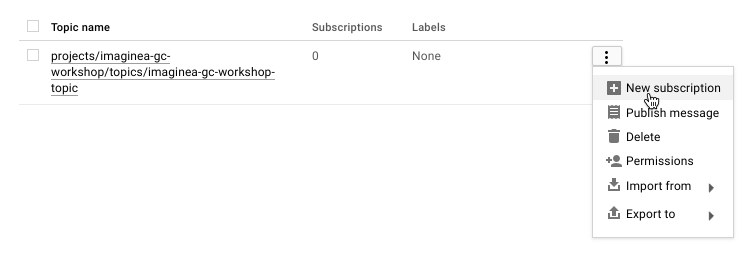 Topic name Subscriptions Labels
projects/imaginea-gc- 0 None
workshop/topics/imaginea-gc-workshop-
topic
New subscription
Publish message
Delete
Permissions
Import from
Export to